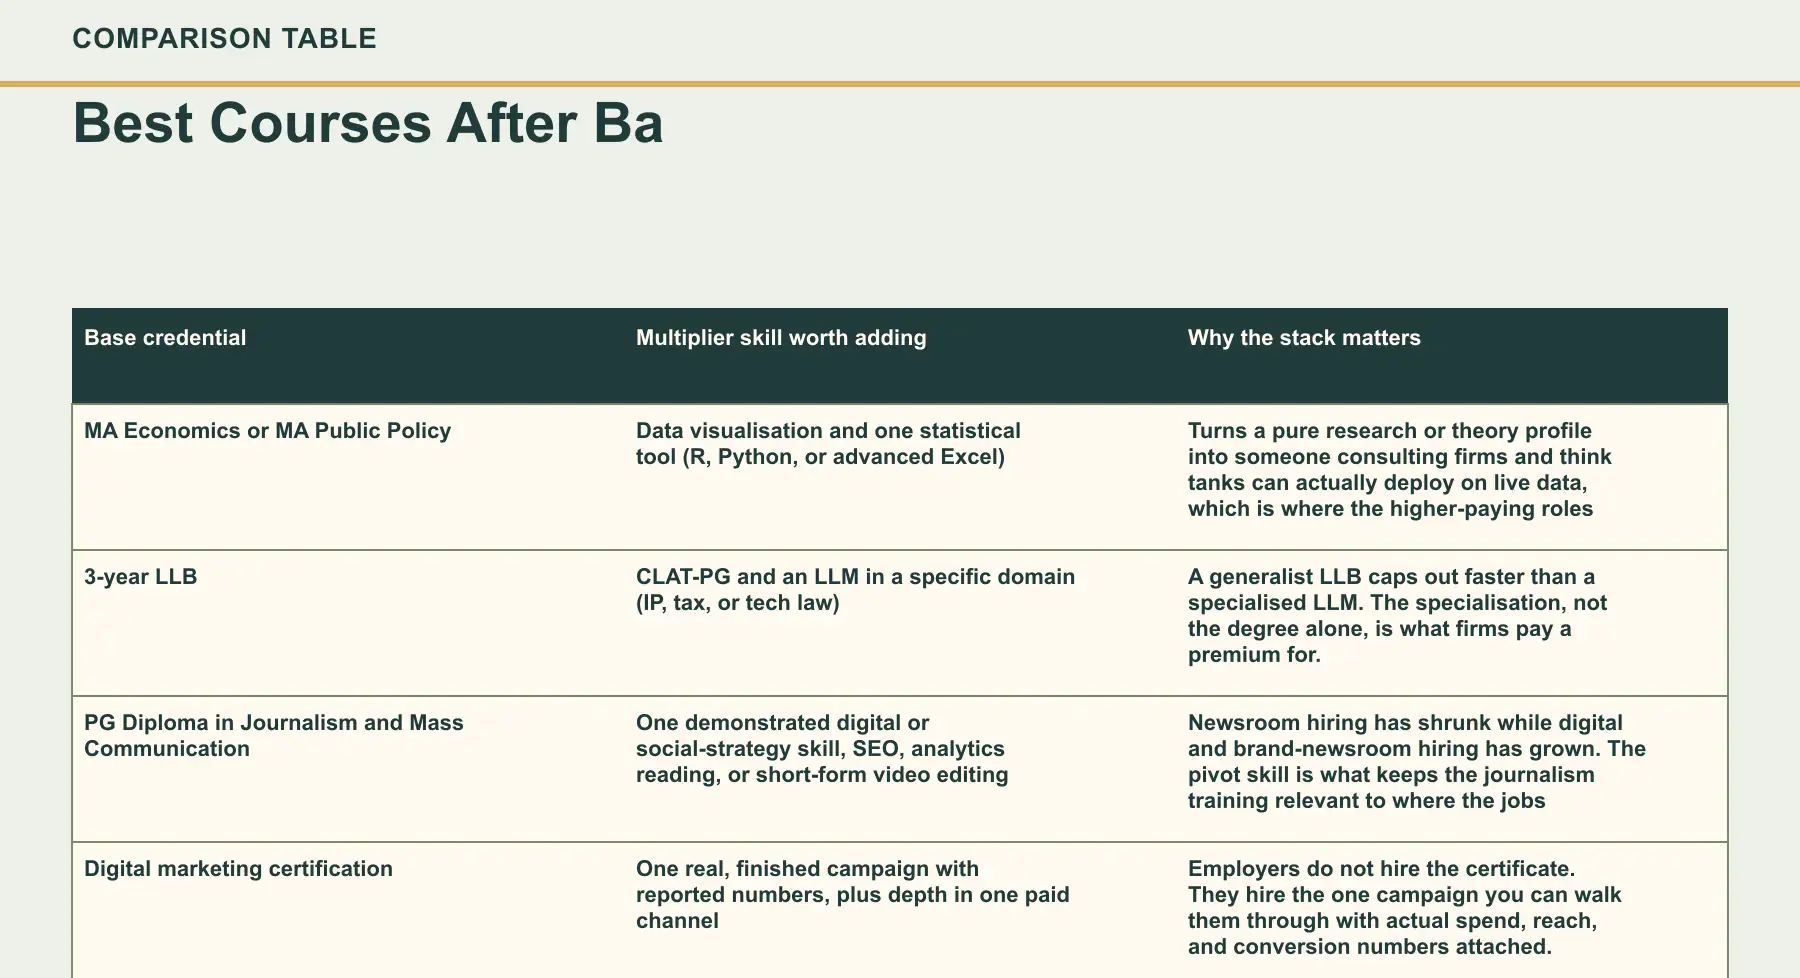 COMPARISON TABLE
Best Courses After Ba
Base credential
Multiplier skill worth adding
Why the stack matters
MA Economics or MA Public Policy
Data visualisation and one statistical
tool (R, Python, or advanced Excel)
Turns a pure research or theory profile
into someone consulting firms and think
tanks can actually deploy on live data,
which is where the higher-paying roles
3-year LLB
CLAT-PG and an LLM in a specific domain
(IP, tax, or tech law)
A generalist LLB caps out faster than a
specialised LLM. The specialisation, not
the degree alone, is what firms pay a
premium for.
PG Diploma in Journalism and Mass
Communication
One demonstrated digital or
social-strategy skill, SEO, analytics
reading, or short-form video editing
Newsroom hiring has shrunk while digital
and brand-newsroom hiring has grown. The
pivot skill is what keeps the journalism
training relevant to where the jobs
Digital marketing certification
One real, finished campaign with
reported numbers, plus depth in one paid
channel
Employers do not hire the certificate.
They hire the one campaign you can walk
them through with actual spend, reach,
and conversion numbers attached.